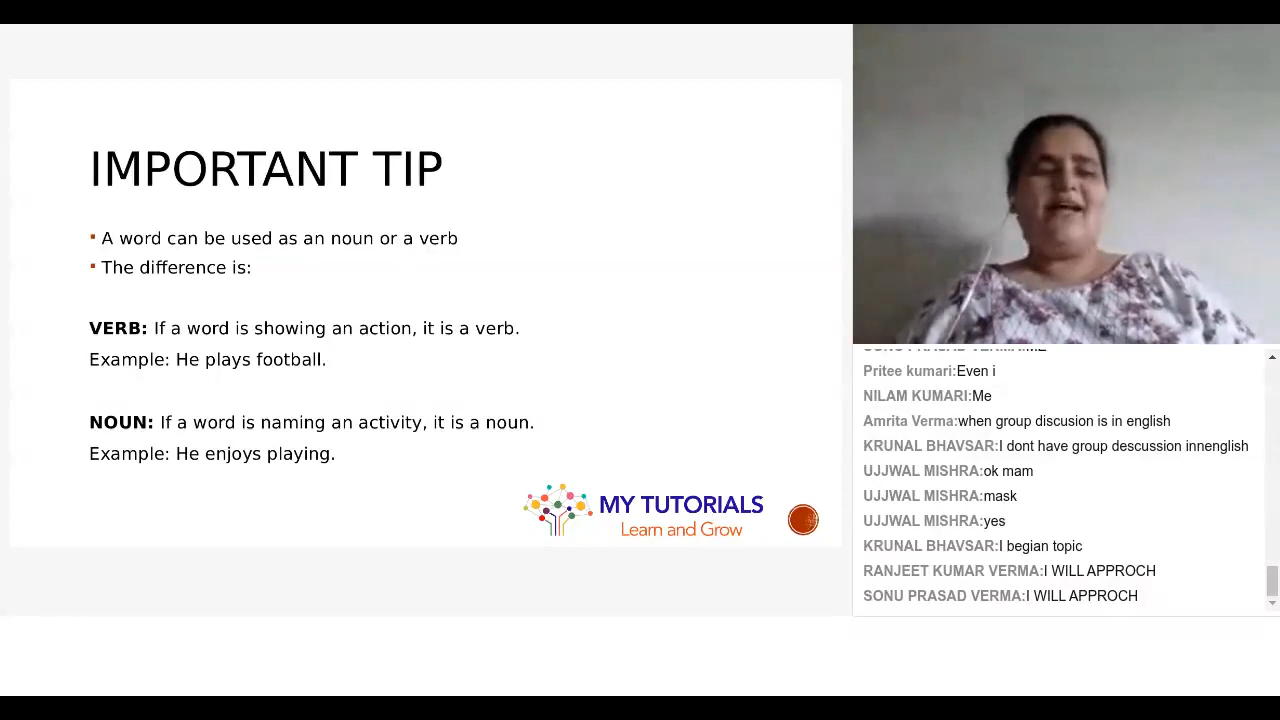 IMPORTANT TIP
▪ A word can be used as an noun or a verb
▪ The difference is:
VERB: If a word is showing an action, it is a verb.
Example: He plays football.
NOUN: If a word is naming an activity, it is a noun.
Example: He enjoys playing.
MY TUTORIALS
Learn and Grow
Pritee kumari:Even i
NILAM KUMARI:Me
Amrita Verma:when group discusion is in english
KRUNAL BHAVSAR:I dont have group descussion innenglish
UJJWAL MISHRA:ok mam
UJJWAL MISHRA:mask
UJJWAL MISHRA:yes
KRUNAL BHAVSAR:I begian topic
RANJEET KUMAR VERMA:I WILL APPROCH
SONU PRASAD VERMA:I WILL APPROCH